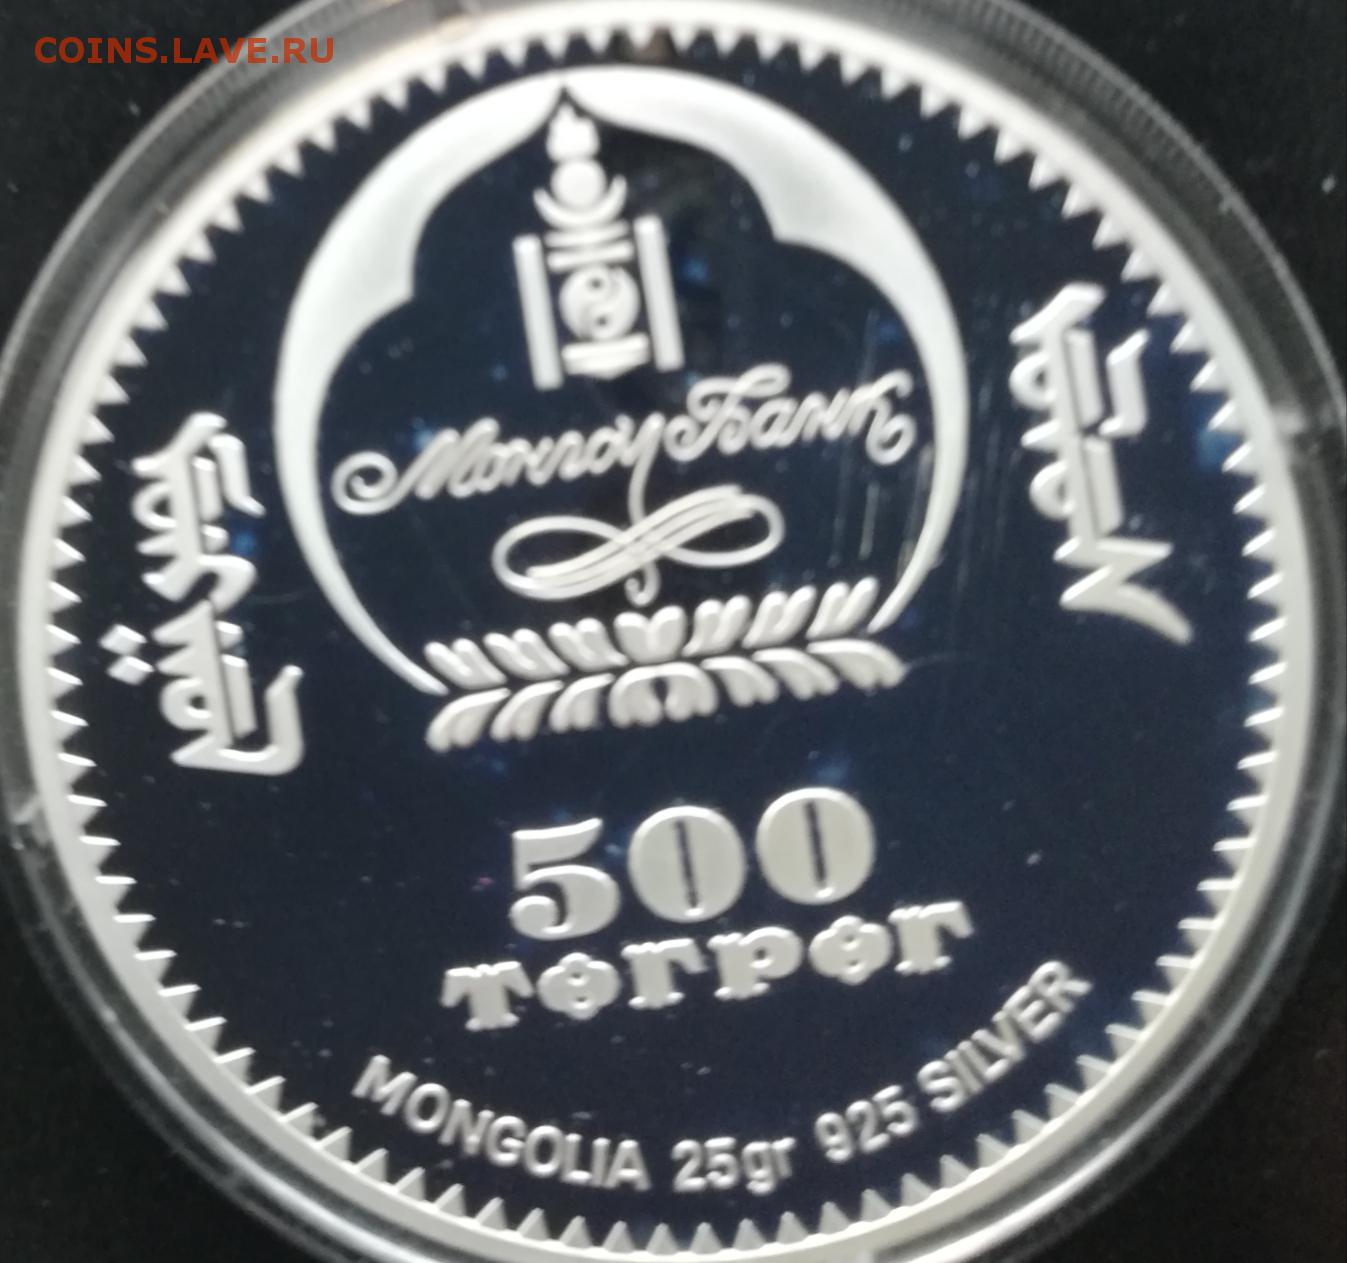 COINS.LAVE.RU
Монгол Банк
500
төгрөг
MONGOLIA 25gr 925 SILVER